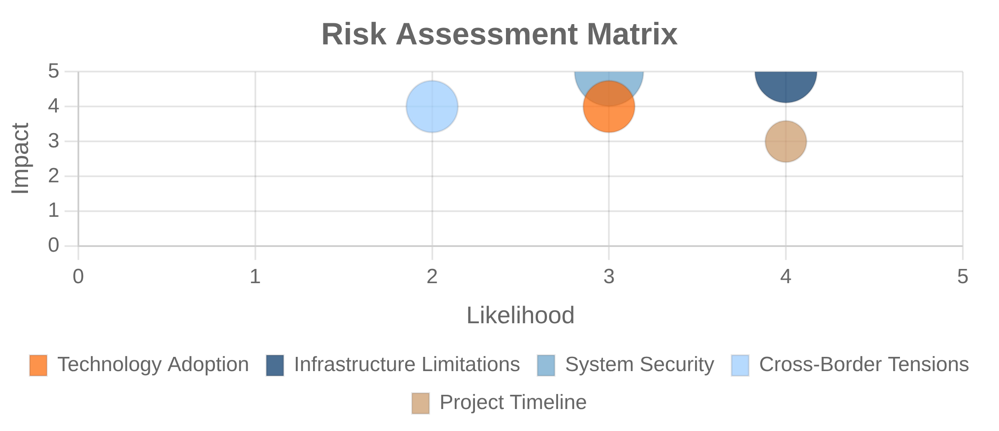 Risk Assessment Matrix
5
4
3
2
1
0
Impact
0 1 2 3 4 5
Likelihood
Technology Adoption Infrastructure Limitations System Security Cross-Border Tensions
Project Timeline